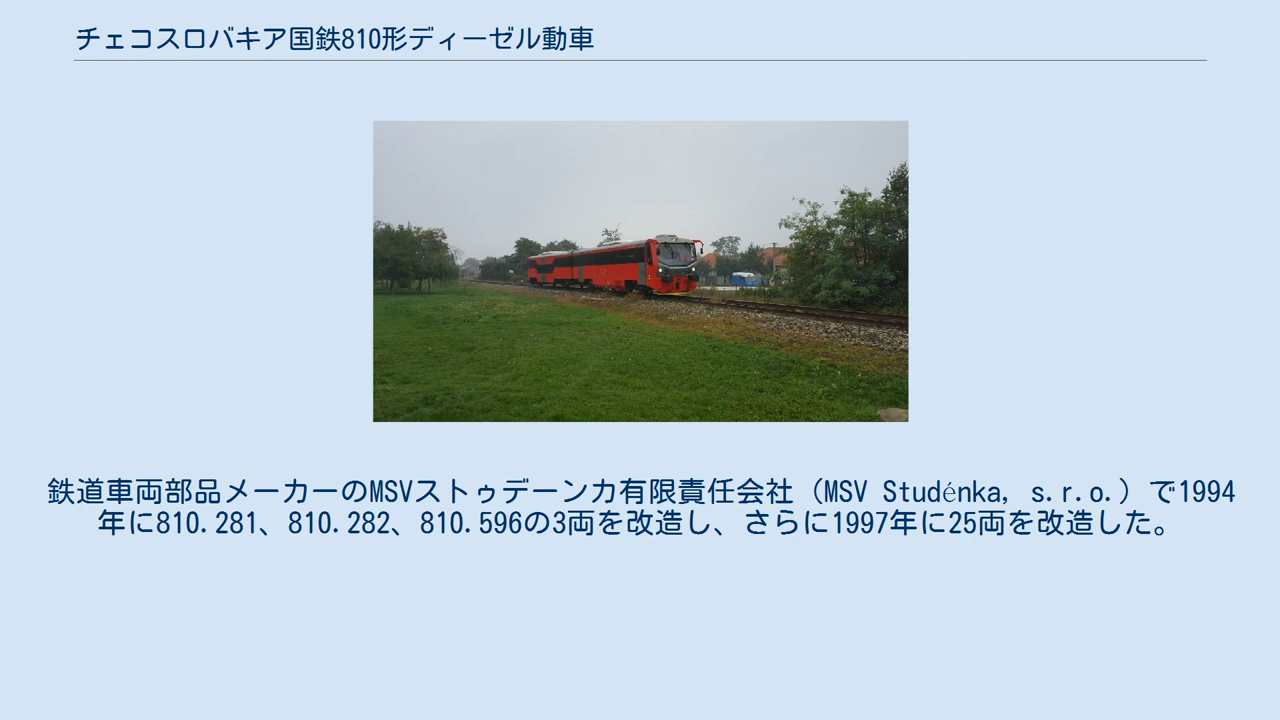 チェコスロバキア国鉄810形ディーゼル動車
鉄道車両部品メーカーのMSVストゥデーンカ有限責任会社（MSV Studénka, s.r.o.）で1994
年に810.281、810.282、810.596の3両を改造し、さらに1997年に25両を改造した。